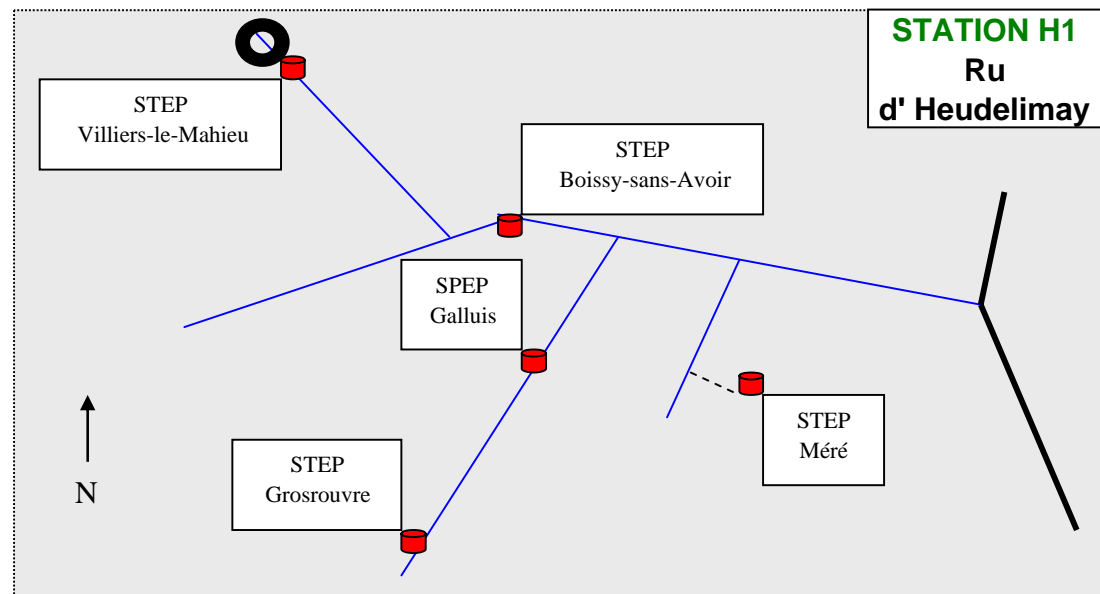 STATION H1
Ru
d' Heudelimay
STEP
Villiers-le-Mahieu
STEP
Boissy-sans-Avoir
SPEP
Galluis
STEP
Méré
STEP
Grosrouvre
N